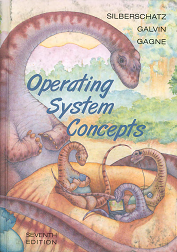 SILBERSCHATZ
GALVIN
GAGNE
Operating
System
Concepts
SEVENTH
EDITION